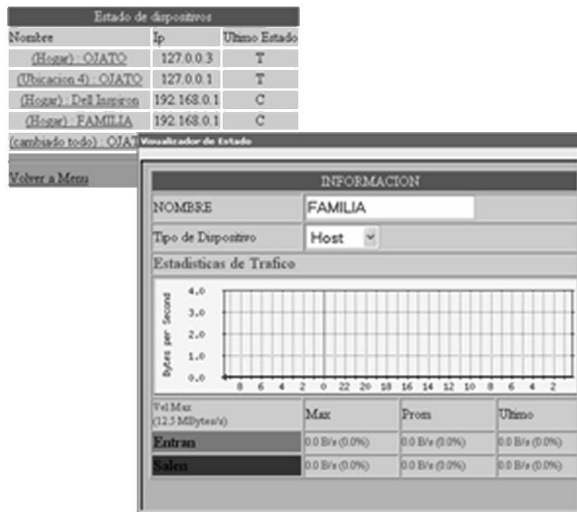 Estado de dispositivos
Nombre Ip Ultimo Estado
(Hogar) : OJATO 127.0.0.3 T
(Ubicacion 4) : OJATO 127.0.0.1 T
(Hogar) : Dell Inspiron 192.168.0.1 C
(Hogar) : FAMILIA 192.168.0.1 C
(cambiado todo) : OJAT
Volver a Menu
Visualizador de Estado
INFORMACION
NOMBRE FAMILIA
Tipo de Dispositivo Host
Estadisticas de Trafico
Bytes per Second
4.0
3.0
2.0
1.0
0.0
8 6 4 2 0 22 20 18 16 14 12 10 8 6 4 2
Vel Max Max Prom Ultimo
(12.5 MBytes/s)
Entran 0.0 B/s (0.0%) 0.0 B/s (0.0%) 0.0 B/s (0.0%)
Salen 0.0 B/s (0.0%) 0.0 B/s (0.0%) 0.0 B/s (0.0%)